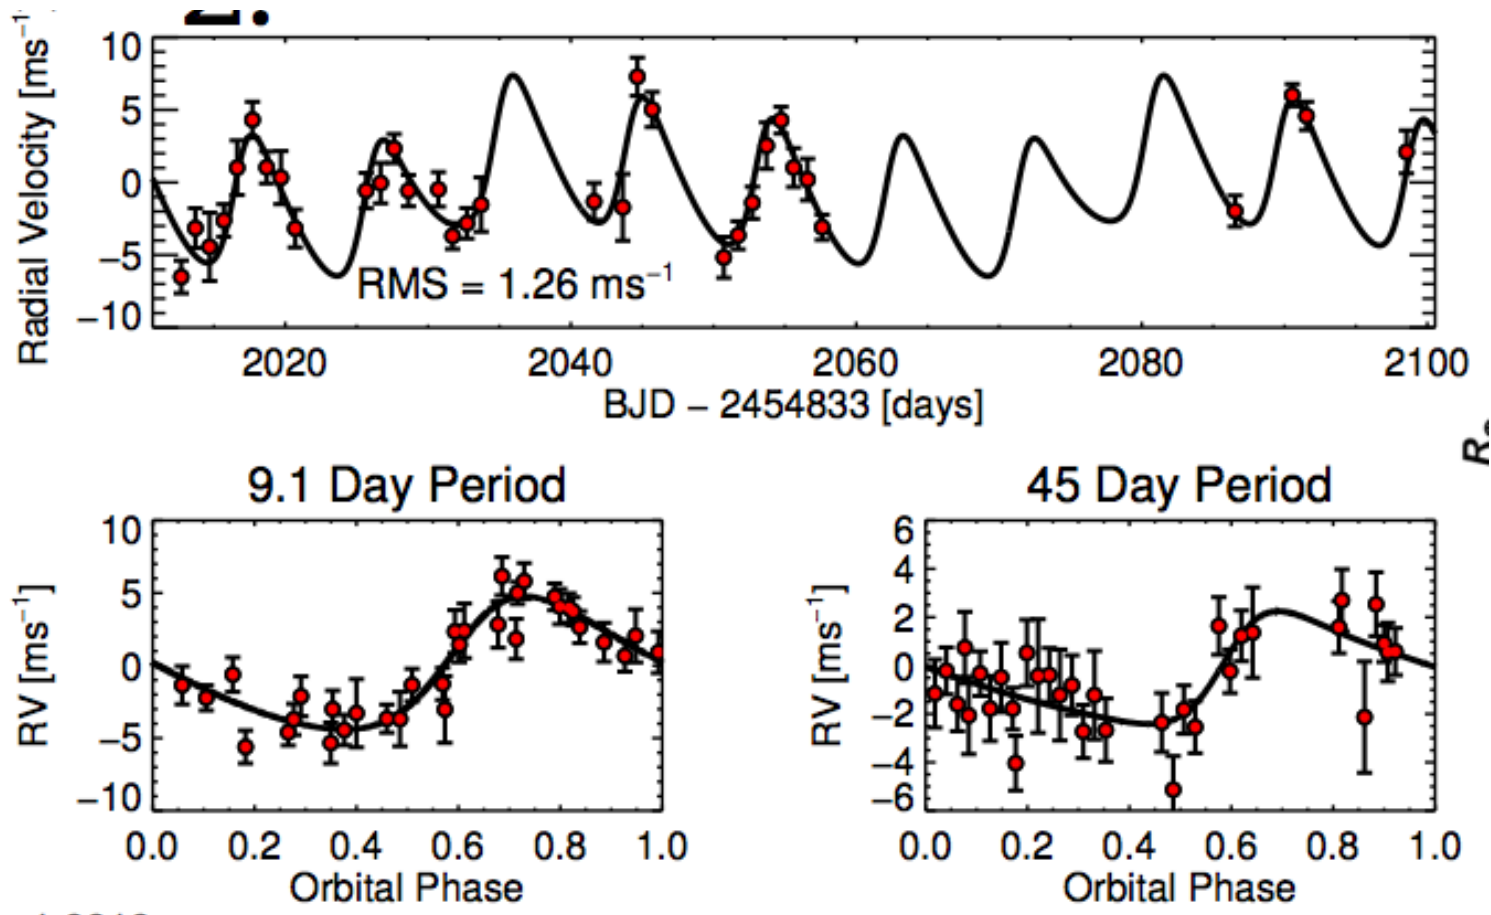 10
5
0
−5
−10
Radial Velocity [ms⁻¹]
RMS = 1.26 ms⁻¹
2020 2040 2060 2080 2100
BJD − 2454833 [days]
9.1 Day Period
10
5
0
−5
−10
RV [ms⁻¹]
0.0 0.2 0.4 0.6 0.8 1.0
Orbital Phase
45 Day Period
6
4
2
0
−2
−4
−6
RV [ms⁻¹]
0.0 0.2 0.4 0.6 0.8 1.0
Orbital Phase